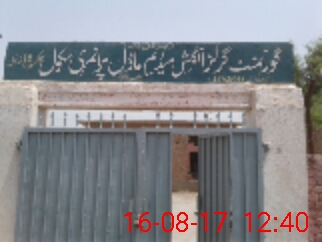 گورنمنٹ گرلز انگلش میڈیم ماڈل پرائمری سکول
16-08-17 12:40